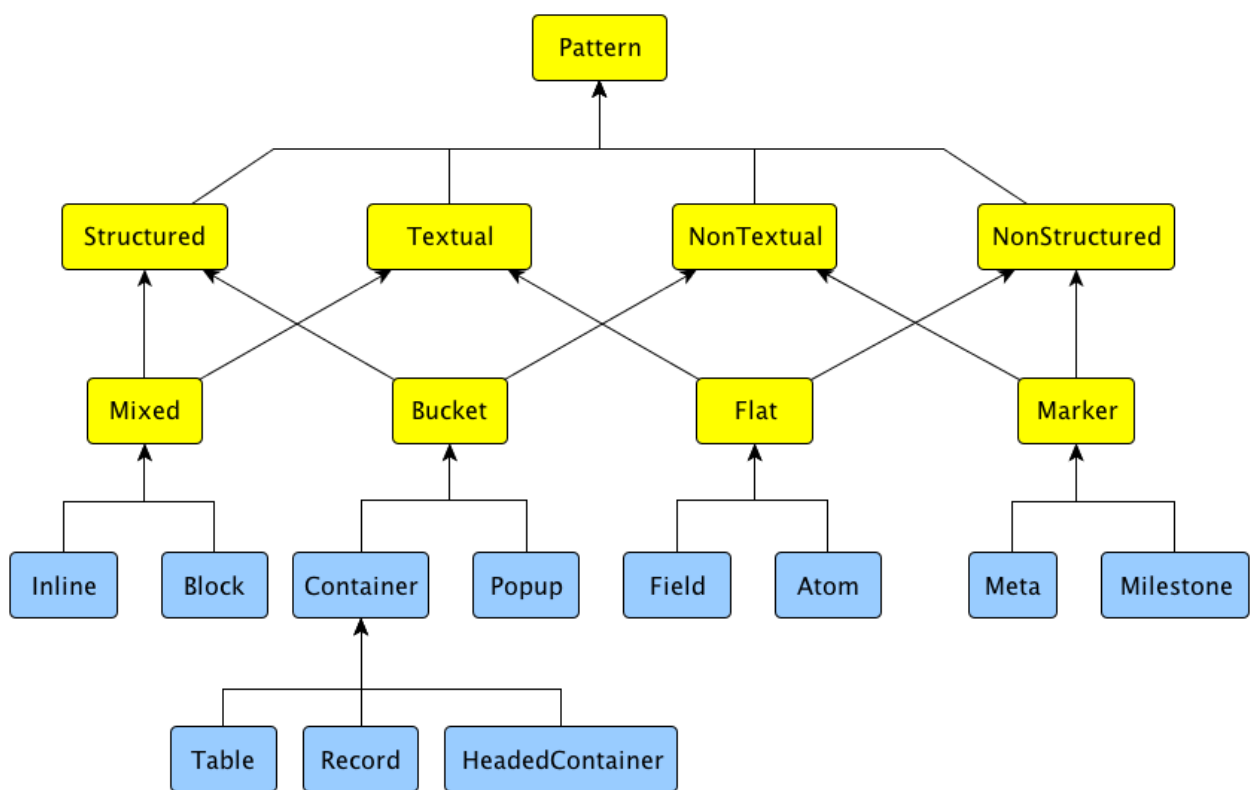 Pattern
Structured
Textual
NonTextual
NonStructured
Mixed
Bucket
Flat
Marker
Inline
Block
Container
Popup
Field
Atom
Meta
Milestone
Table
Record
HeadedContainer